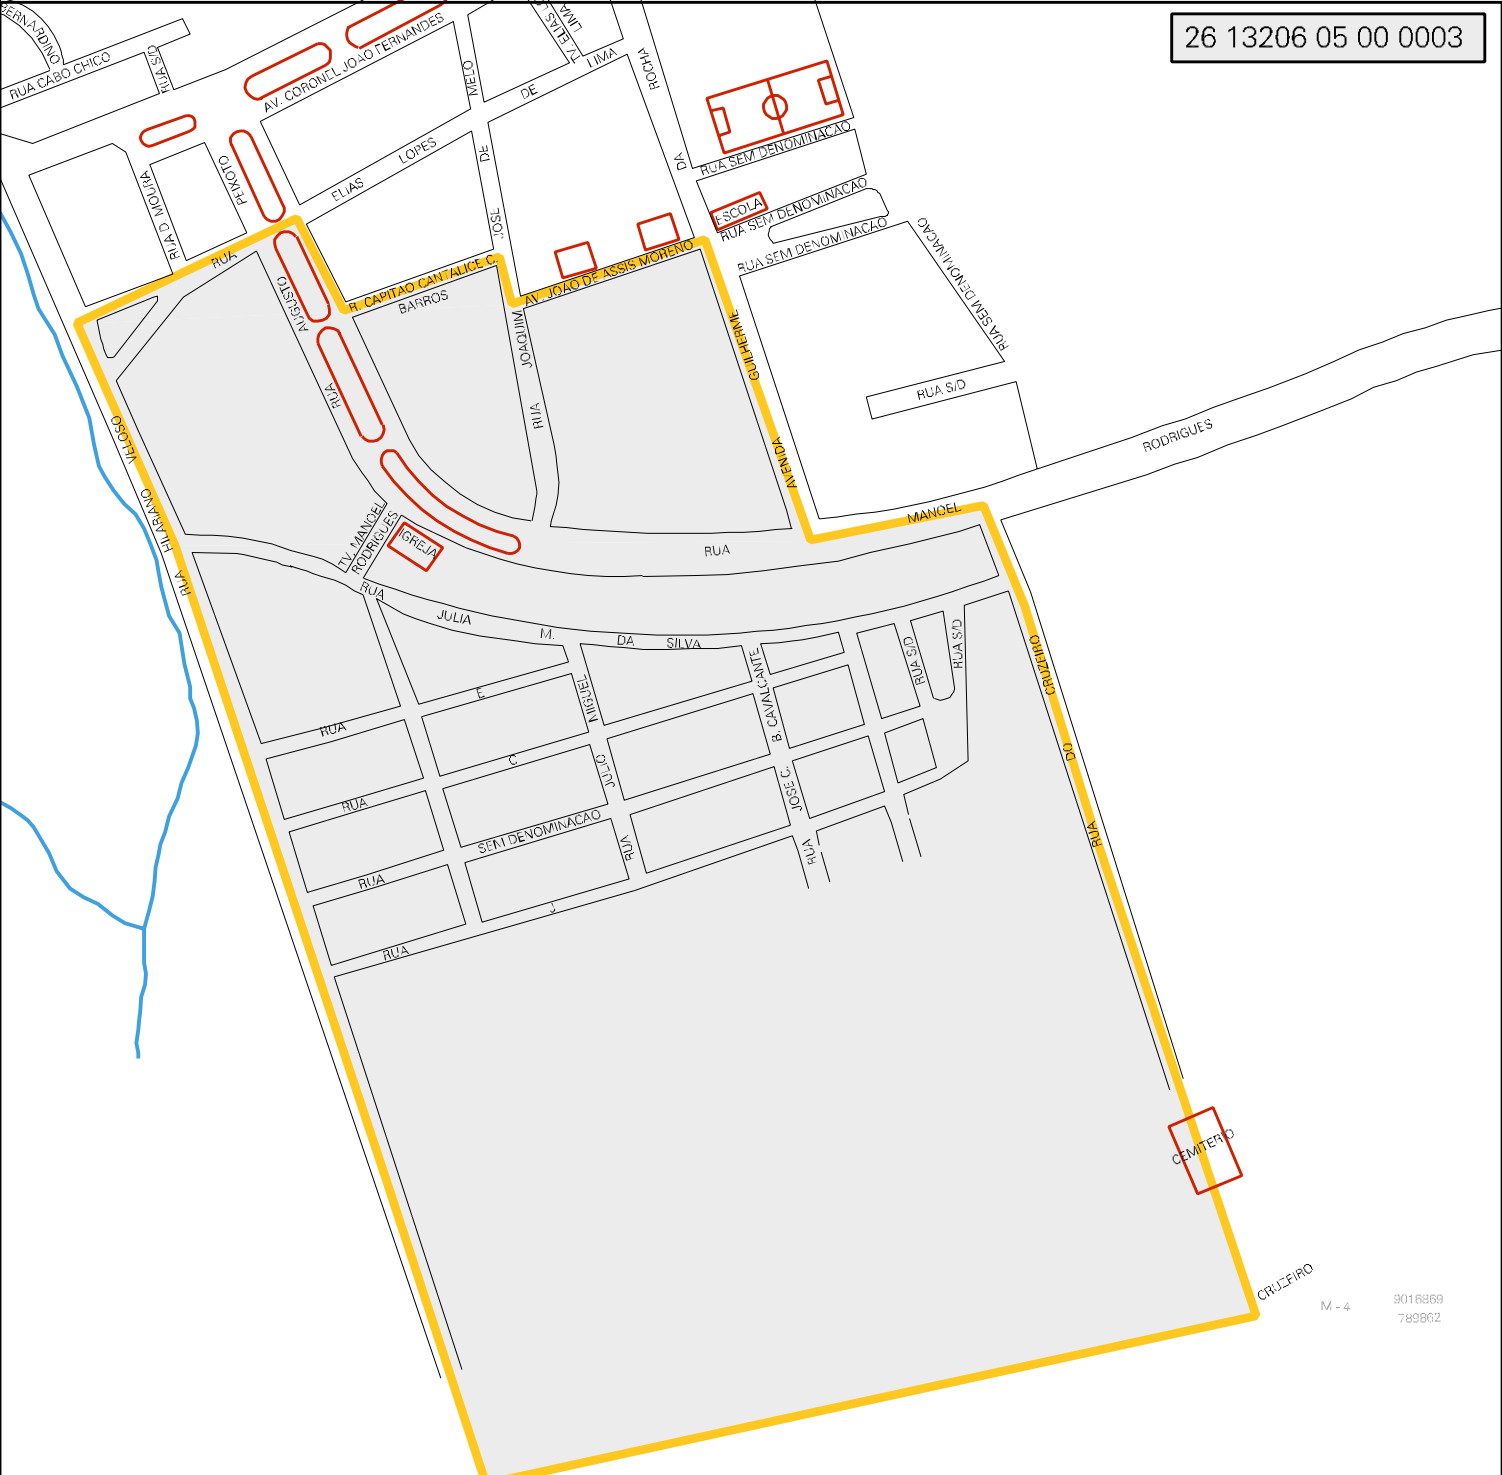 26 13206 05 00 0003
BERNARDINO
RUA CABO CHICO
RUA S/D
AV. CORONEL JOAO FERNANDES
MELO
DE
LIMA
TV. ELIAS L
LIMA
ROCHA
DA
RUA SEM DENOMINACAO
ESCOLA
RUA SEM DENOMINACAO
RUA SEM DENOMINACAO
RUA SEM DENOMINACAO
RUA S/D
RODRIGUES
ELIAS
LOPES
DE
JOSE
PEIXOTO
RUA D. MOURA
RUA
R. CAPITAO CANTALICE C.
BARROS
AV. JOAO DE ASSIS MORENO
AUGUSTO
RUA
JOAQUIM
RUA
GUILHERME
AVENIDA
MANOEL
RUA
VELOSO
HILARIANO
RUA
TV. MANOEL
RODRIGUES
IGREJA
RUA
JULIA
M.
DA
SILVA
RUA S/D
RUA S/D
CRUZEIRO
DO
RUA
E
RUA
MIGUEL
JULIO
RUA
B. CAVALCANTE
JOSE C.
RUA
C
RUA
SEM DENOMINACAO
RUA
J
RUA
CEMITERIO
CRUZEIRO
M - 4
9016869
789862